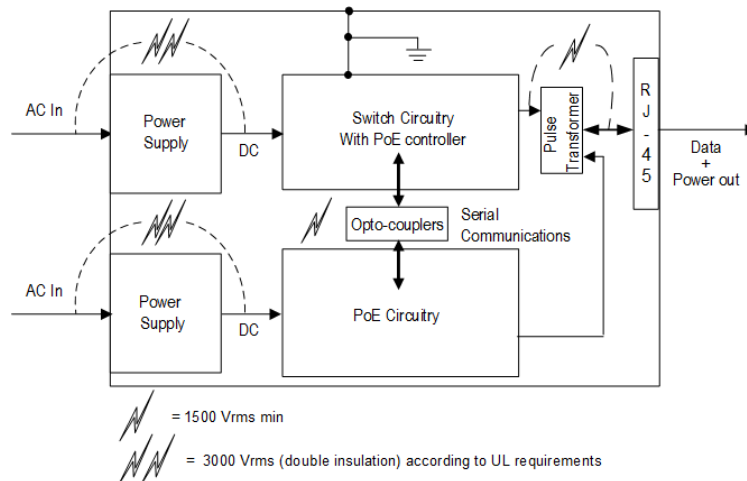 AC In
Power
Supply
DC
Switch Circuitry
With PoE controller
Pulse
Transformer
R
J
-
4
5
Data
+
Power out
Opto-couplers
Serial
Communications
AC In
Power
Supply
DC
PoE Circuitry
= 1500 Vrms min
= 3000 Vrms (double insulation) according to UL requirements